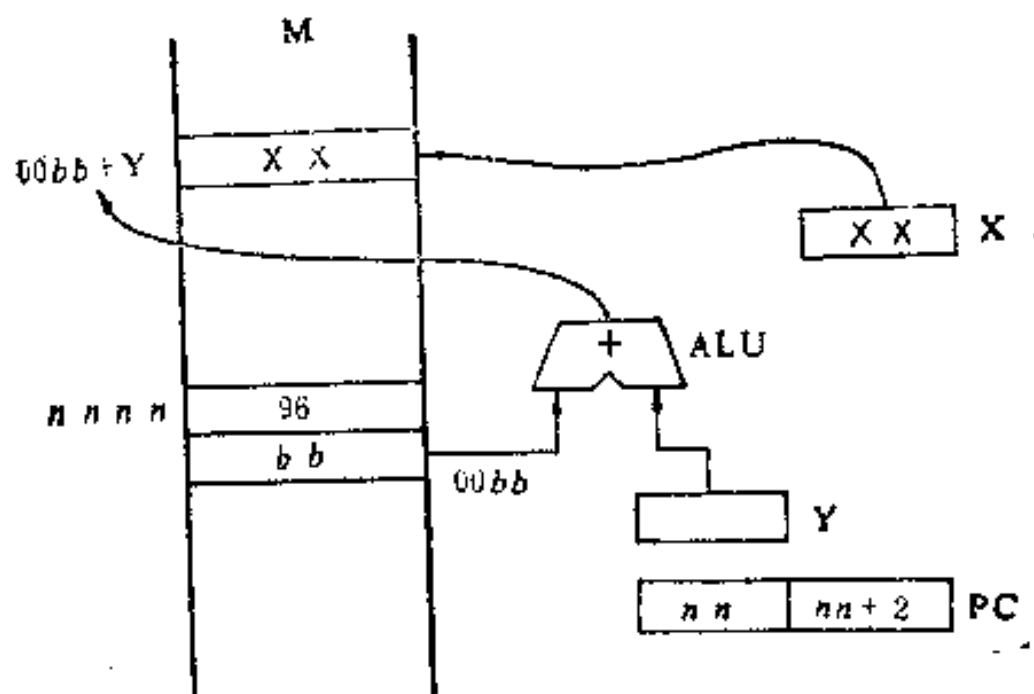 M
X X
00bb + Y
X X X
+ ALU
n n n n 96
b b
00bb
Y
n n nn + 2 PC